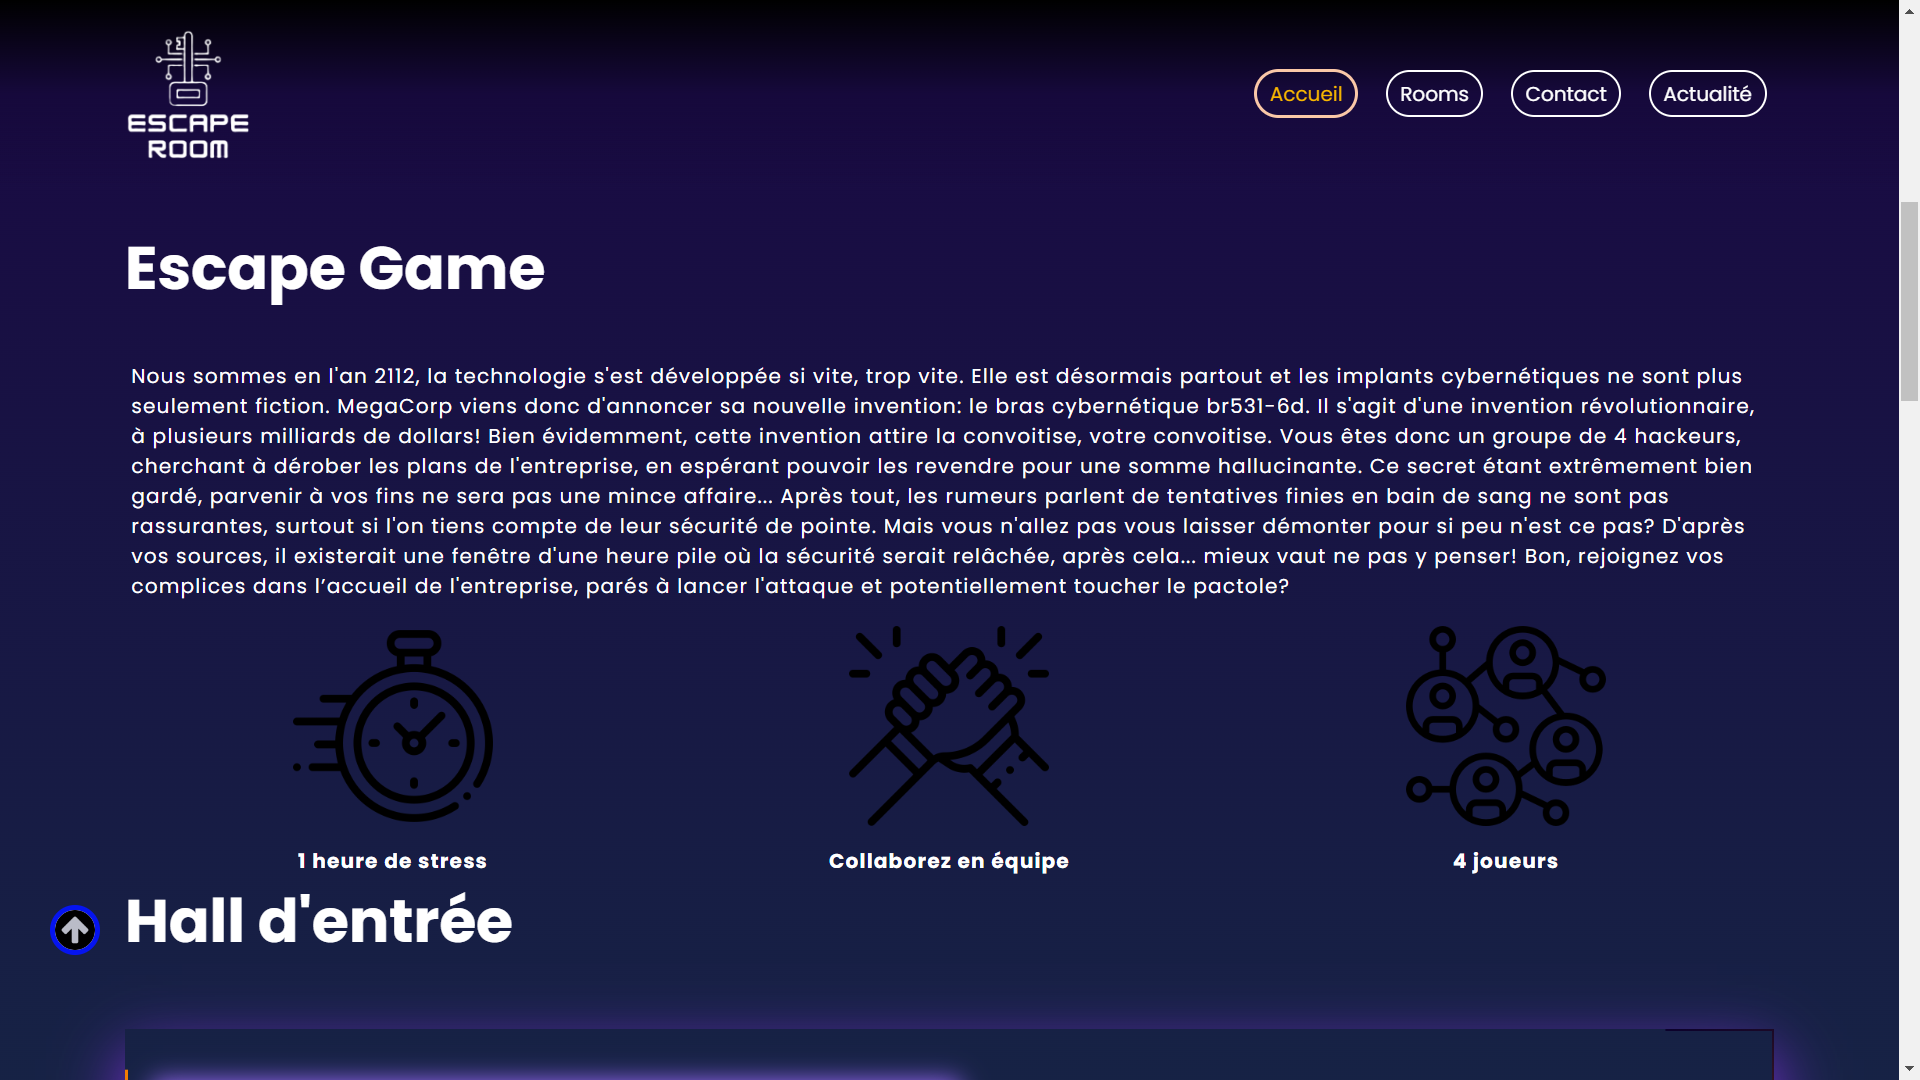 ESCAPE
ROOM
Accueil
Rooms
Contact
Actualité
Escape Game
Nous sommes en l'an 2112, la technologie s'est développée si vite, trop vite. Elle est désormais partout et les implants cybernétiques ne sont plus
seulement fiction. MegaCorp viens donc d'annoncer sa nouvelle invention: le bras cybernétique br531-6d. Il s'agit d'une invention révolutionnaire,
à plusieurs milliards de dollars! Bien évidemment, cette invention attire la convoitise, votre convoitise. Vous êtes donc un groupe de 4 hackeurs,
cherchant à dérober les plans de l'entreprise, en espérant pouvoir les revendre pour une somme hallucinante. Ce secret étant extrêmement bien
gardé, parvenir à vos fins ne sera pas une mince affaire... Après tout, les rumeurs parlent de tentatives finies en bain de sang ne sont pas
rassurantes, surtout si l'on tiens compte de leur sécurité de pointe. Mais vous n'allez pas vous laisser démonter pour si peu n'est ce pas? D'après
vos sources, il existerait une fenêtre d'une heure pile où la sécurité serait relâchée, après cela... mieux vaut ne pas y penser! Bon, rejoignez vos
complices dans l’accueil de l'entreprise, parés à lancer l'attaque et potentiellement toucher le pactole?
1 heure de stress
Collaborez en équipe
4 joueurs
Hall d'entrée